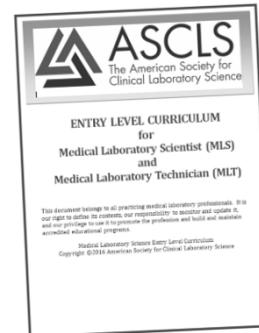 ASCLS
The American Society for
Clinical Laboratory Science
ENTRY LEVEL CURRICULUM
for
Medical Laboratory Scientist (MLS)
and
Medical Laboratory Technician (MLT)
This document belongs to all practicing medical laboratory professionals. It is
our right to define its contents, our responsibility to monitor and update it,
and our privilege to use it to promote the profession and build and maintain
accredited educational programs.
Medical Laboratory Science Entry Level Curriculum
Copyright ©2016 American Society for Clinical Laboratory Science